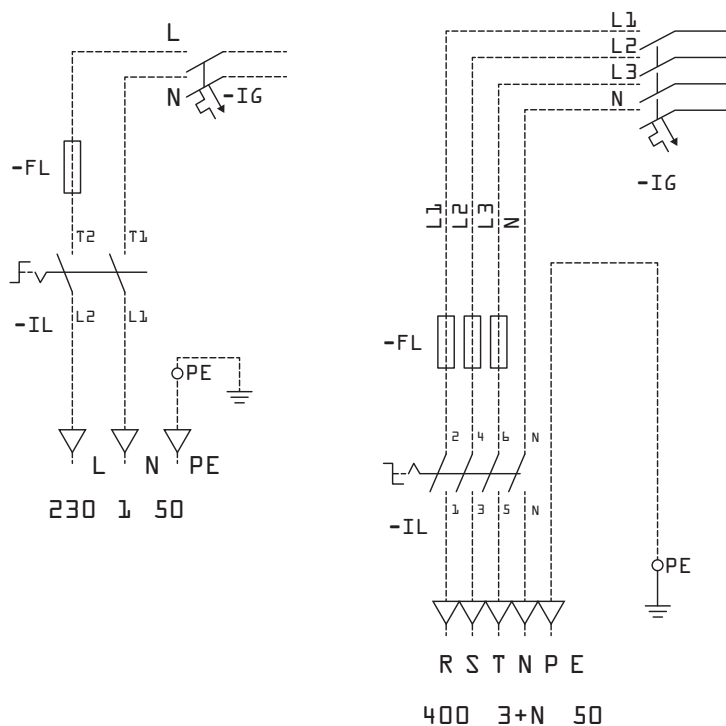 L
N -IG
-FL
T2 T1
-IL L2 L1
PE
L N PE
230 1 50
L1
L2
L3
N
-IG
L1 L2 L3 N
-FL
2 4 6 N
-IL 1 3 5 N
PE
R S T N P E
400 3+N 50